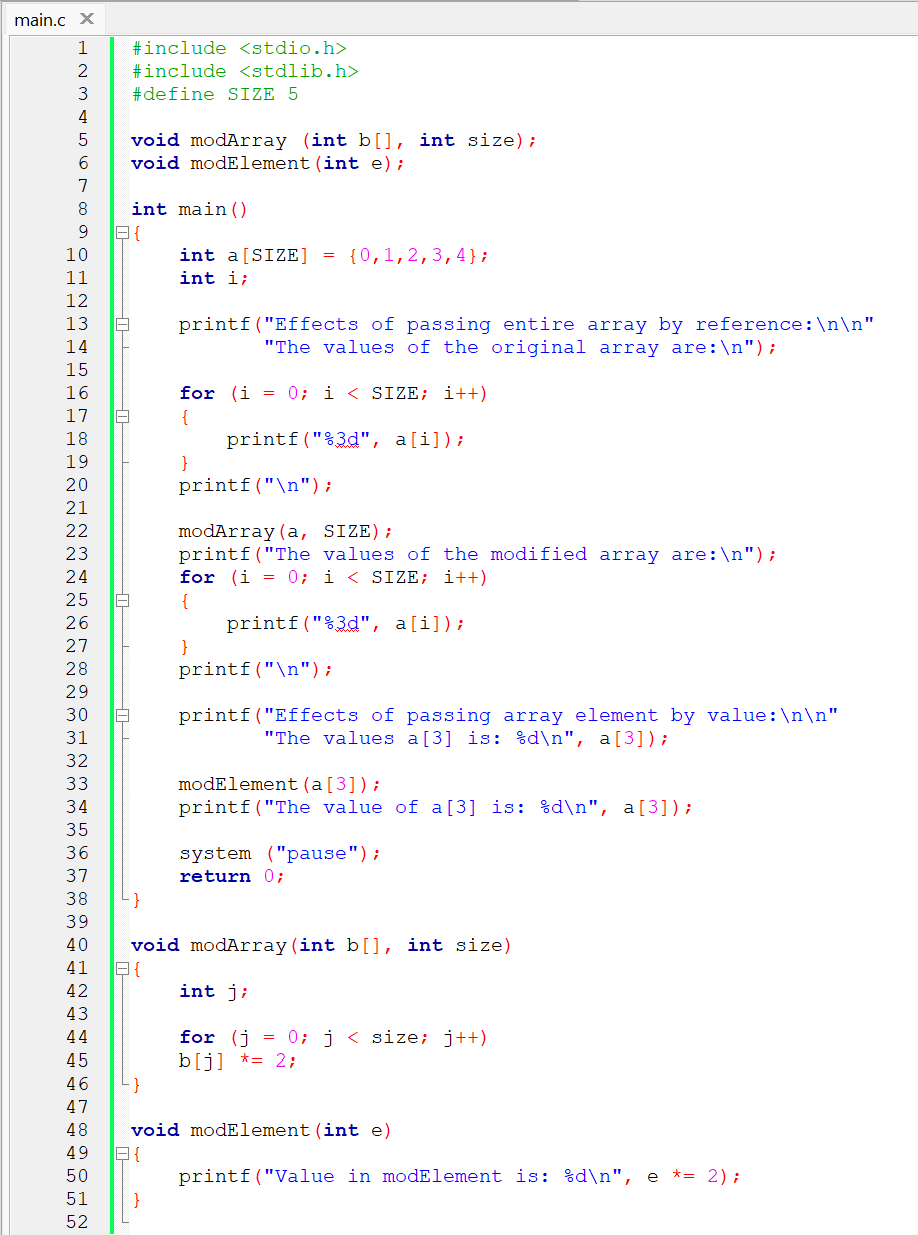 main.c ✕
1 #include <stdio.h>
2 #include <stdlib.h>
3 #define SIZE 5
4
5 void modArray (int b[], int size);
6 void modElement(int e);
7
8 int main()
9 {
10     int a[SIZE] = {0,1,2,3,4};
11     int i;
12
13     printf("Effects of passing entire array by reference:\n\n"
14            "The values of the original array are:\n");
15
16     for (i = 0; i < SIZE; i++)
17     {
18         printf("%3d", a[i]);
19     }
20     printf("\n");
21
22     modArray(a, SIZE);
23     printf("The values of the modified array are:\n");
24     for (i = 0; i < SIZE; i++)
25     {
26         printf("%3d", a[i]);
27     }
28     printf("\n");
29
30     printf("Effects of passing array element by value:\n\n"
31            "The values a[3] is: %d\n", a[3]);
32
33     modElement(a[3]);
34     printf("The value of a[3] is: %d\n", a[3]);
35
36     system ("pause");
37     return 0;
38 }
39
40 void modArray(int b[], int size)
41 {
42     int j;
43
44     for (j = 0; j < size; j++)
45     b[j] *= 2;
46 }
47
48 void modElement(int e)
49 {
50     printf("Value in modElement is: %d\n", e *= 2);
51 }
52